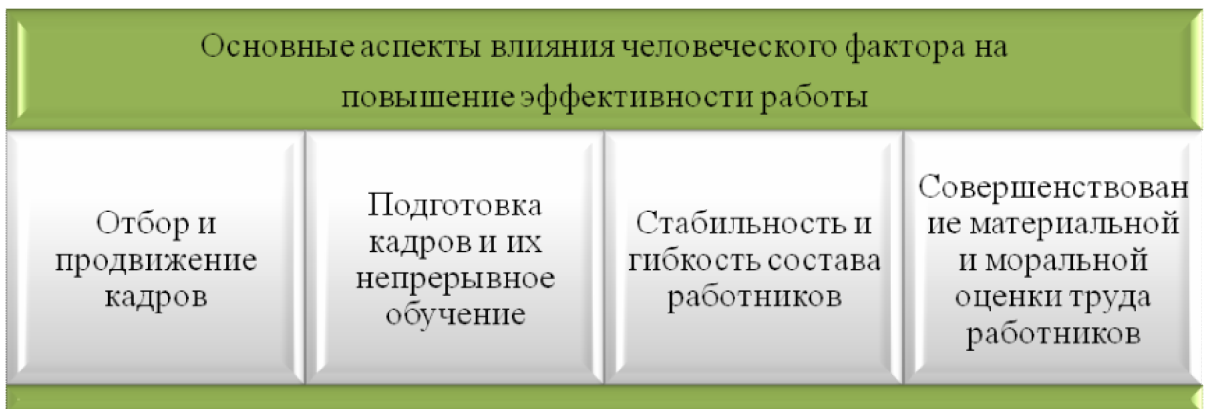 Основные аспекты влияния человеческого фактора на
повышение эффективности работы
Отбор и
продвижение
кадров
Подготовка
кадров и их
непрерывное
обучение
Стабильность и
гибкость состава
работников
Совершенствован
ие материальной
и моральной
оценки труда
работников